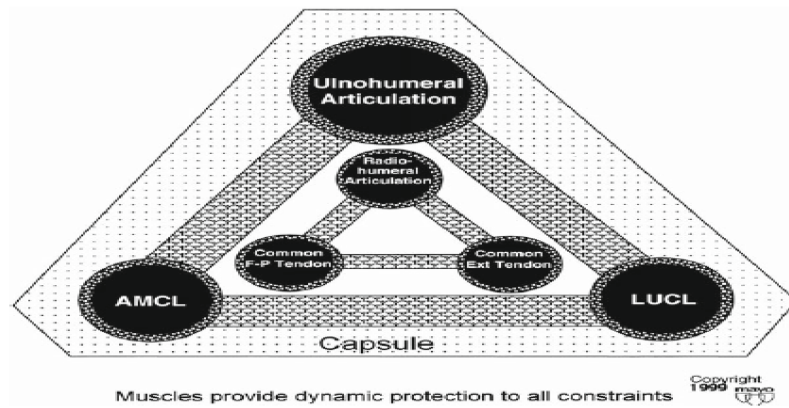 Ulnohumeral
Articulation
Radio-
humeral
Articulation
Common
F-P Tendon
Common
Ext Tendon
AMCL
LUCL
Capsule
Muscles provide dynamic protection to all constraints
Copyright
1999 mayo